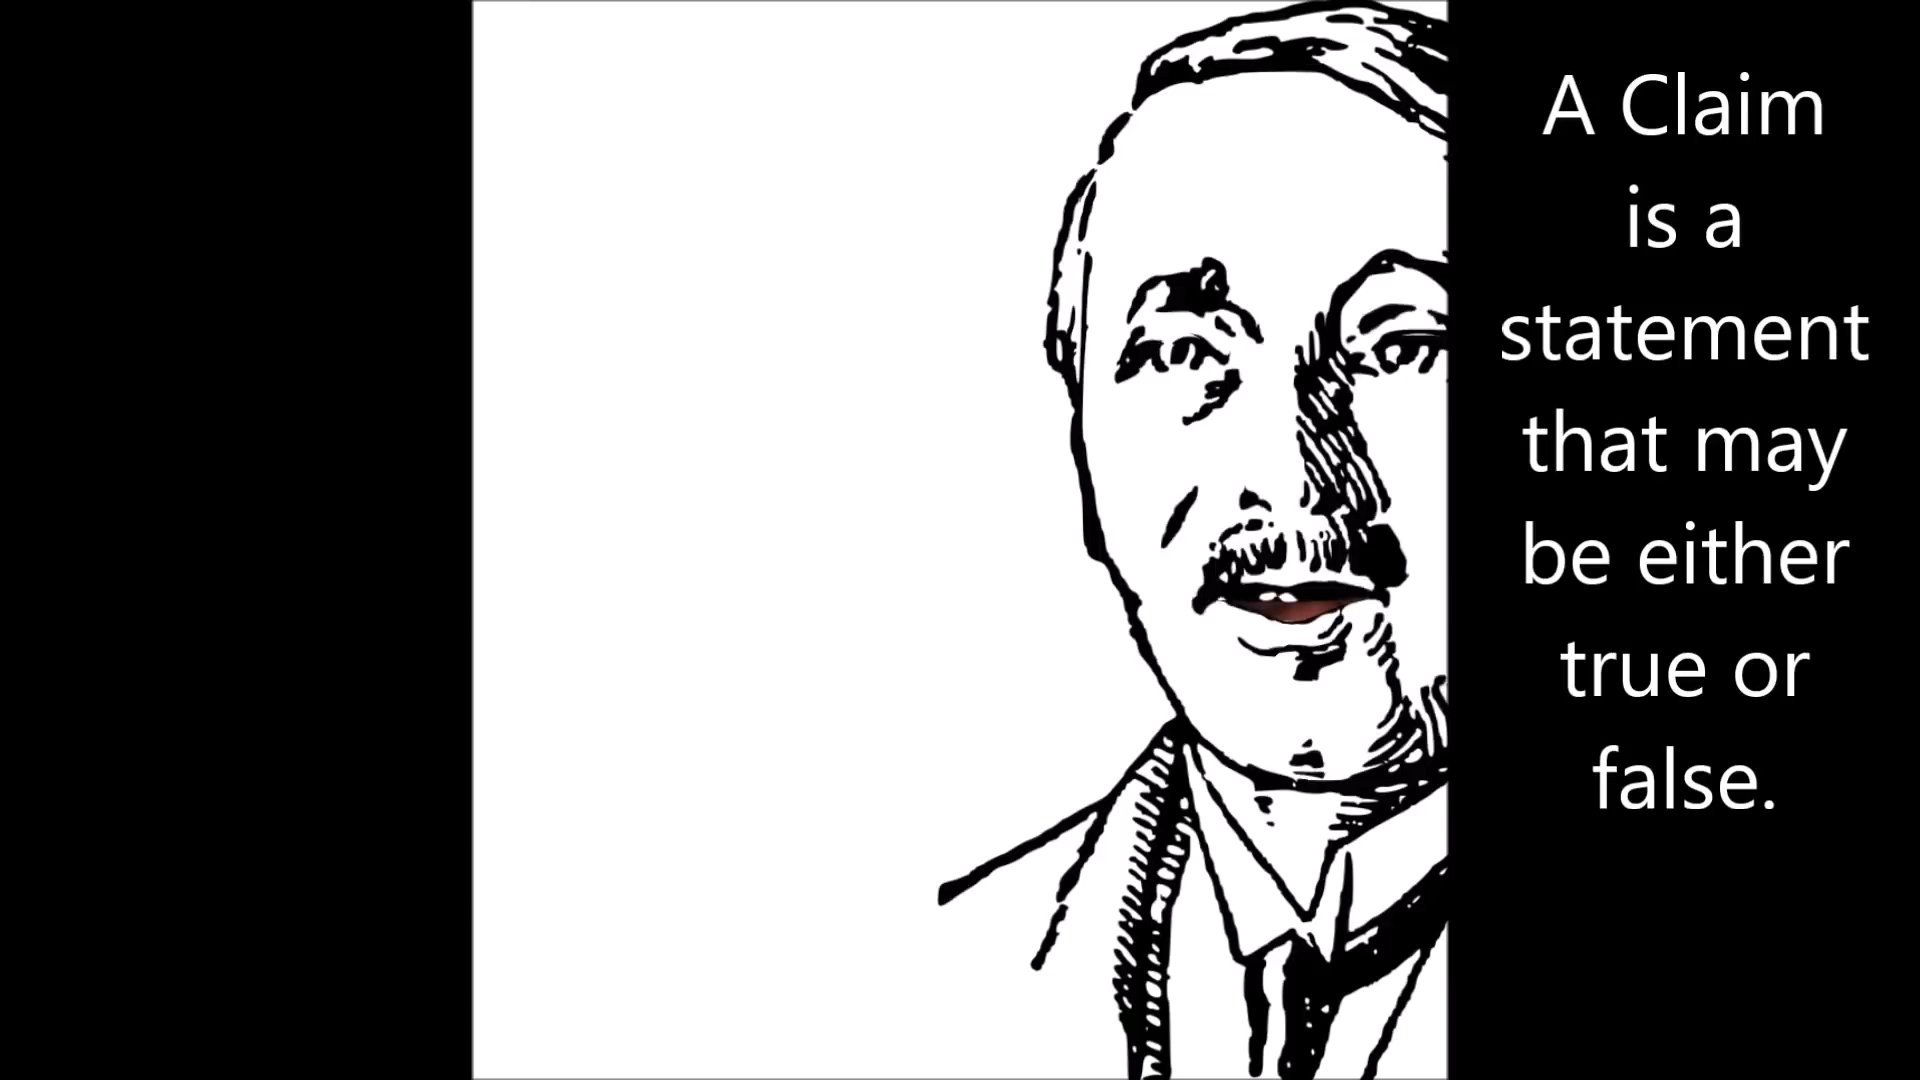 A Claim
is a
statement
that may
be either
true or
false.